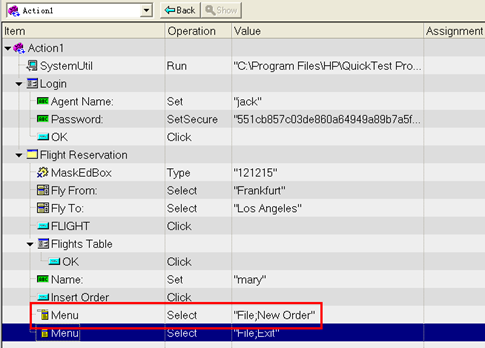 Action1 Back Show
Item Operation Value Assignment
Action1
SystemUtil Run "C:\Program Files\HP\QuickTest Pro...
Login
Agent Name: Set "jack"
Password: SetSecure "551cb857c03de860a64949a89b7a5f...
OK Click
Flight Reservation
MaskEdBox Type "121215"
Fly From: Select "Frankfurt"
Fly To: Select "Los Angeles"
FLIGHT Click
Flights Table
OK Click
Name: Set "mary"
Insert Order Click
Menu Select "File;New Order"
Menu Select "File;Exit"